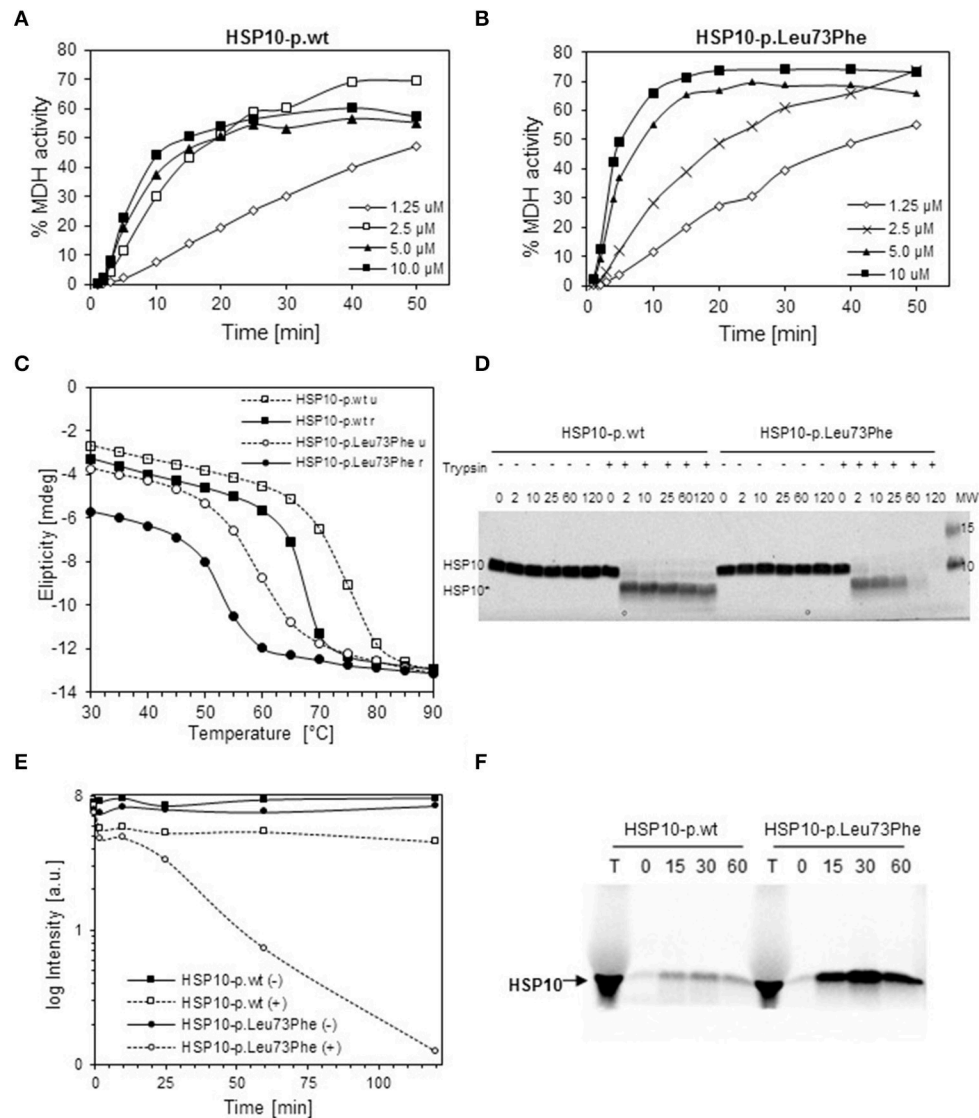 A
HSP10-p.wt
% MDH activity
80
70
60
50
40
30
20
10
0
1.25 uM
2.5 µM
5.0 µM
10.0 µM
0 10 20 30 40 50
Time [min]
B
HSP10-p.Leu73Phe
% MDH activity
80
70
60
50
40
30
20
10
0
1.25 µM
2.5 µM
5.0 µM
10 uM
0 10 20 30 40 50
Time [min]
C
Elipticity [mdeg]
0
-2
-4
-6
-8
-10
-12
-14
HSP10-p.wt u
HSP10-p.wt r
HSP10-p.Leu73Phe u
HSP10-p.Leu73Phe r
30 40 50 60 70 80 90
Temperature [°C]
D
HSP10-p.wt HSP10-p.Leu73Phe
Trypsin - - - - - - + + + + + + - - - - - - + + + + + +
0 2 10 25 60 120 0 2 10 25 60 120 0 2 10 25 60 120 0 2 10 25 60 120 MW
15
HSP10
10
HSP10*
E
log Intensity [a.u.]
8
1
0
HSP10-p.wt (-)
HSP10-p.wt (+)
HSP10-p.Leu73Phe (-)
HSP10-p.Leu73Phe (+)
0 25 50 75 100
Time [min]
F
HSP10-p.wt HSP10-p.Leu73Phe
T 0 15 30 60 T 0 15 30 60
HSP10